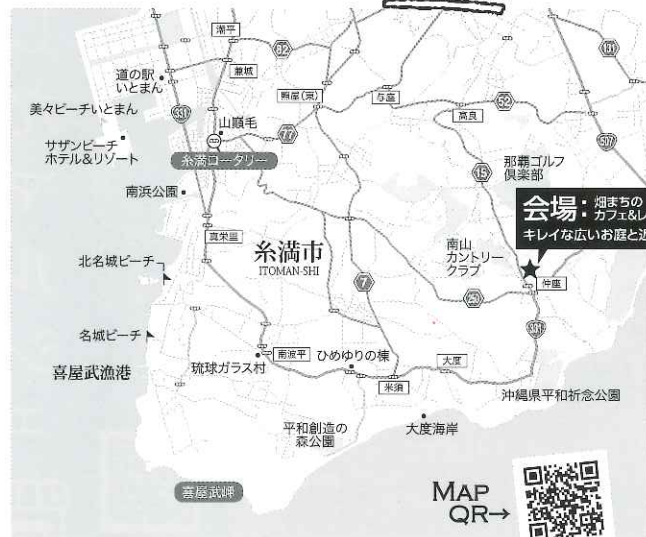 潮平
82
兼城
照屋(東)
131
道の駅
いとまん
与座
52
美々ビーチいとまん
331
山巓毛
高良
サザンビーチ
ホテル&リゾート
77
507
糸満ロータリー
15
那覇ゴルフ
倶楽部
南浜公園
会場:畑まちの
カフェ&レ
キレイな広いお庭と近
真栄里
糸満市
ITOMAN-SHI
南山
カントリー
クラブ
北名城ビーチ
7
仲座
250
331
名城ビーチ
南波平
ひめゆりの棟
大度
喜屋武漁港
琉球ガラス村
米須
沖縄県平和祈念公園
平和創造の
森公園
大度海岸
喜屋武岬
MAP
QR→